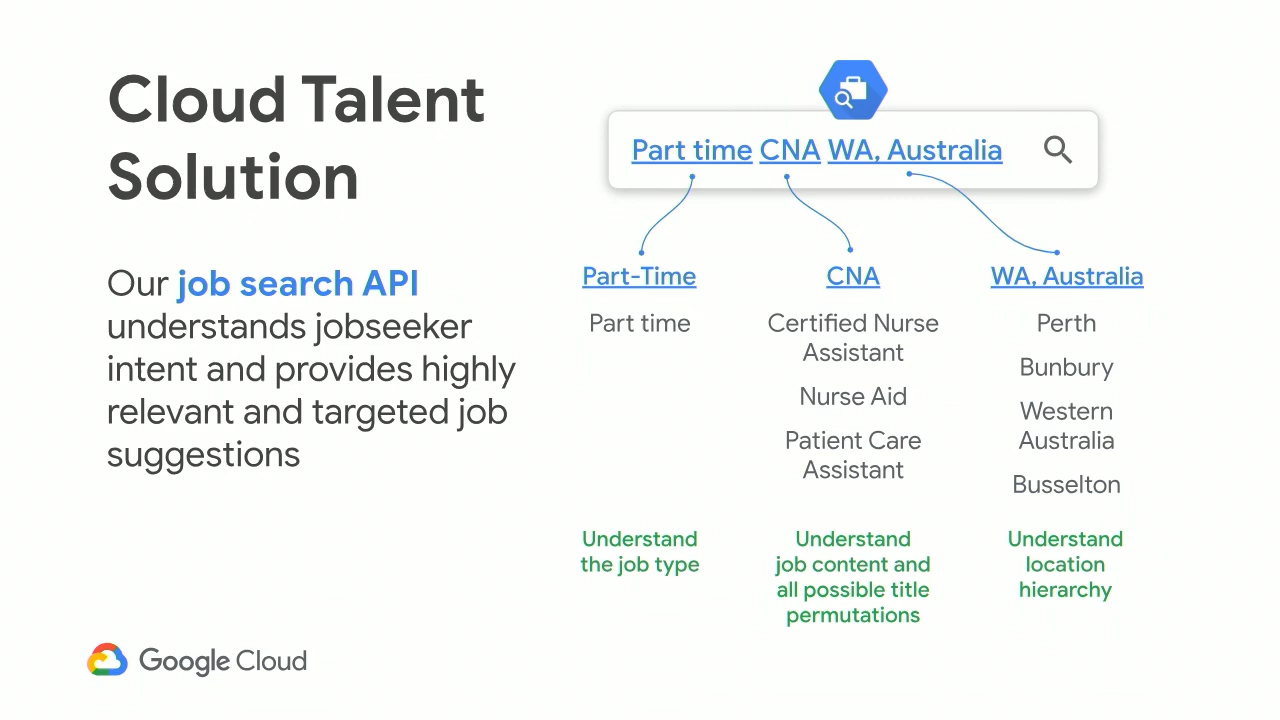 Cloud Talent
Solution
Our job search API
understands jobseeker
intent and provides highly
relevant and targeted job
suggestions
Part time CNA WA, Australia
Part-Time
Part time
Understand
the job type
CNA
Certified Nurse
Assistant
Nurse Aid
Patient Care
Assistant
Understand
job content and
all possible title
permutations
WA, Australia
Perth
Bunbury
Western
Australia
Busselton
Understand
location
hierarchy
Google Cloud